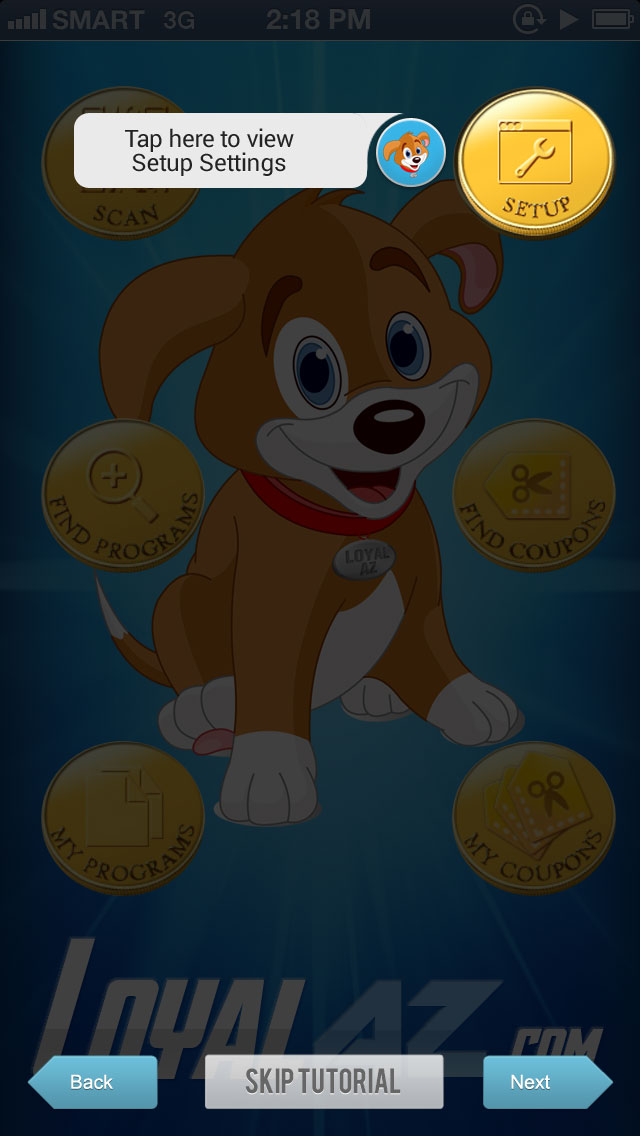 SMART 3G 2:18 PM
Tap here to view
Setup Settings
SCAN
SETUP
FIND PROGRAMS
FIND COUPONS
LOYAL
AZ
MY PROGRAMS
MY COUPONS
LOYALAZ.COM
Back
SKIP TUTORIAL
Next